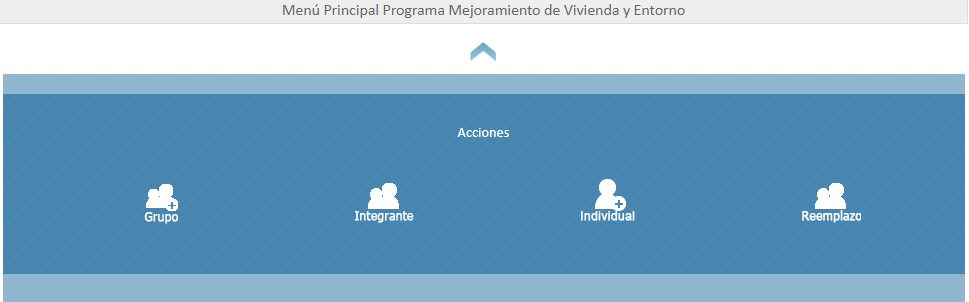 Menú Principal Programa Mejoramiento de Vivienda y Entorno
Acciones
Grupo
Integrante
Individual
Reemplazo